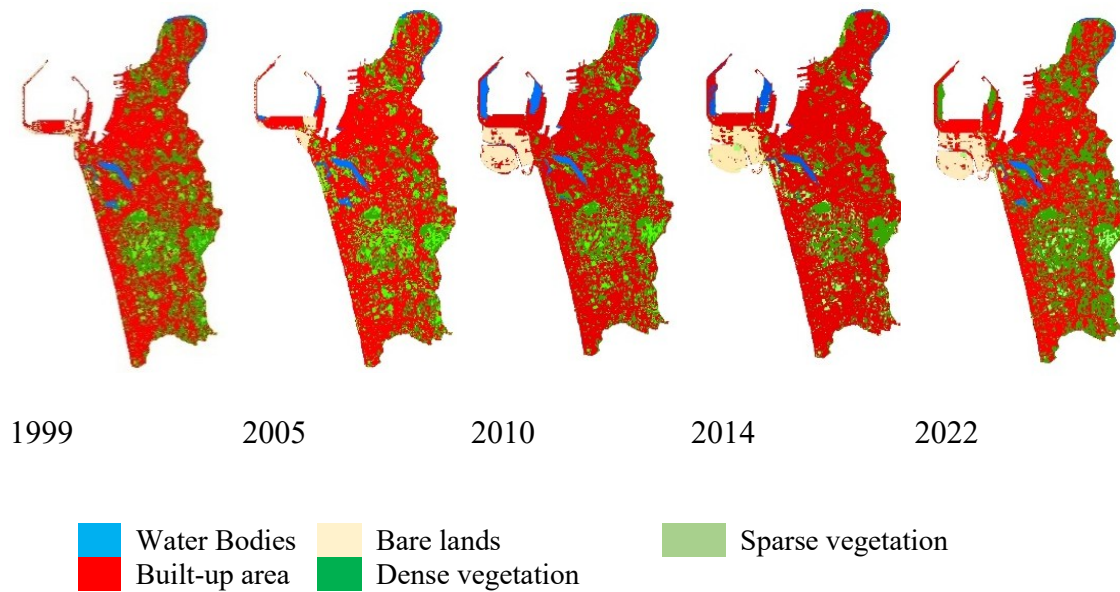 1999 2005 2010 2014 2022
Water Bodies Bare lands Sparse vegetation
Built-up area Dense vegetation